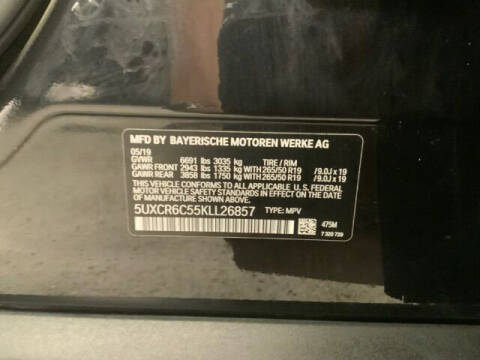 MFD BY BAYERISCHE MOTOREN WERKE AG
05/19
GVWR 6691 lbs 3035 kg TIRE / RIM
GAWR FRONT 2943 lbs 1335 kg WITH 265/50 R19 /9.0J x 19
GAWR REAR 3858 lbs 1750 kg WITH 265/50 R19 /9.0J x 19
THIS VEHICLE CONFORMS TO ALL APPLICABLE
FEDERAL MOTOR VEHICLE SAFETY
STANDARDS IN EFFECT ON THE DATE OF
MANUFACTURE SHOWN ABOVE.
5UXCR6C55KLL26857 TYPE: MPV
475M
7 320 739